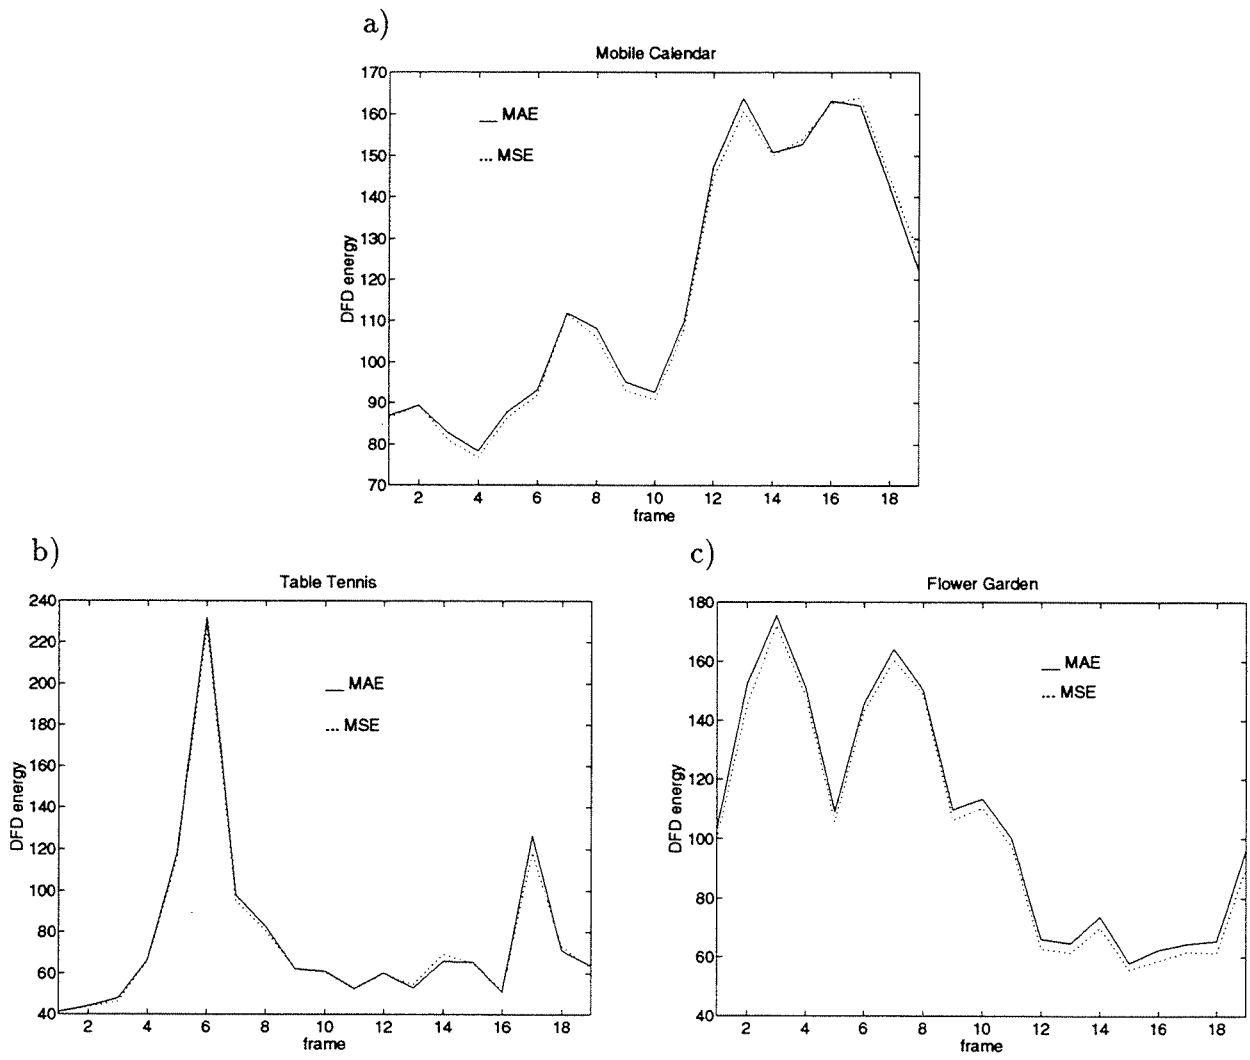 a)
Mobile Calendar
170
160
150
140
130
120
110
100
90
80
70
DFD energy
— MAE
... MSE
2 4 6 8 10 12 14 16 18
frame
b)
Table Tennis
240
220
200
180
160
140
120
100
80
60
40
DFD energy
— MAE
... MSE
2 4 6 8 10 12 14 16 18
frame
c)
Flower Garden
180
160
140
120
100
80
60
40
DFD energy
— MAE
... MSE
2 4 6 8 10 12 14 16 18
frame